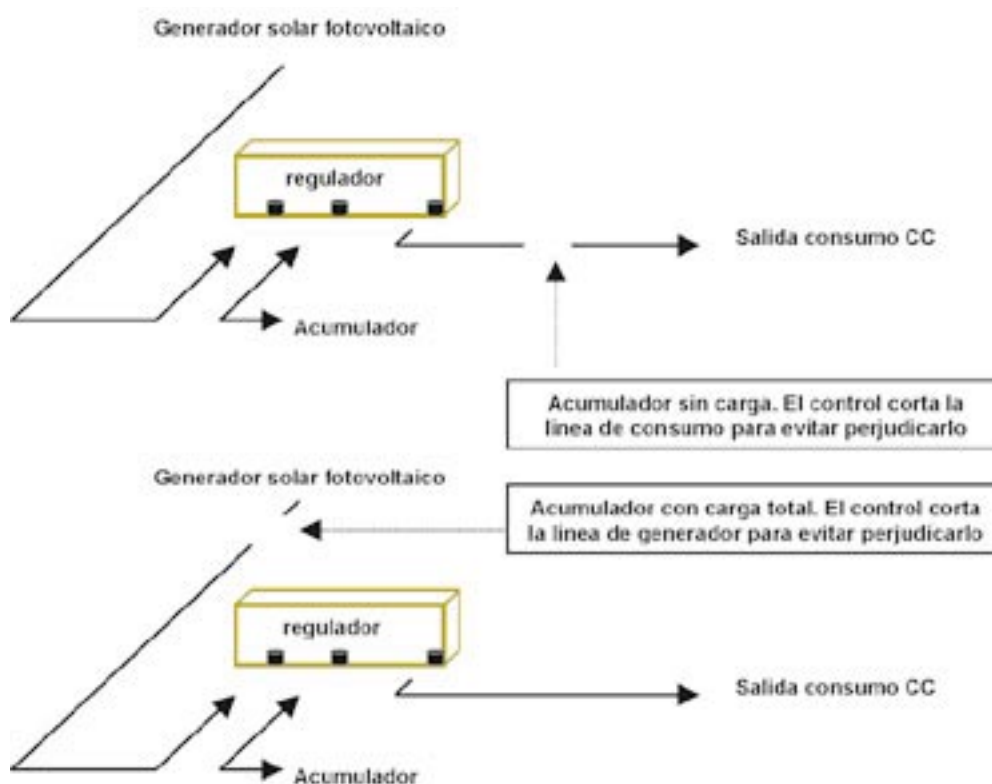 Generador solar fotovoltaico
regulador
Salida consumo CC
Acumulador
Acumulador sin carga. El control corta la
linea de consumo para evitar perjudicarlo
Generador solar fotovoltaico
Acumulador con carga total. El control corta
la linea de generador para evitar perjudicarlo
regulador
Salida consumo CC
Acumulador